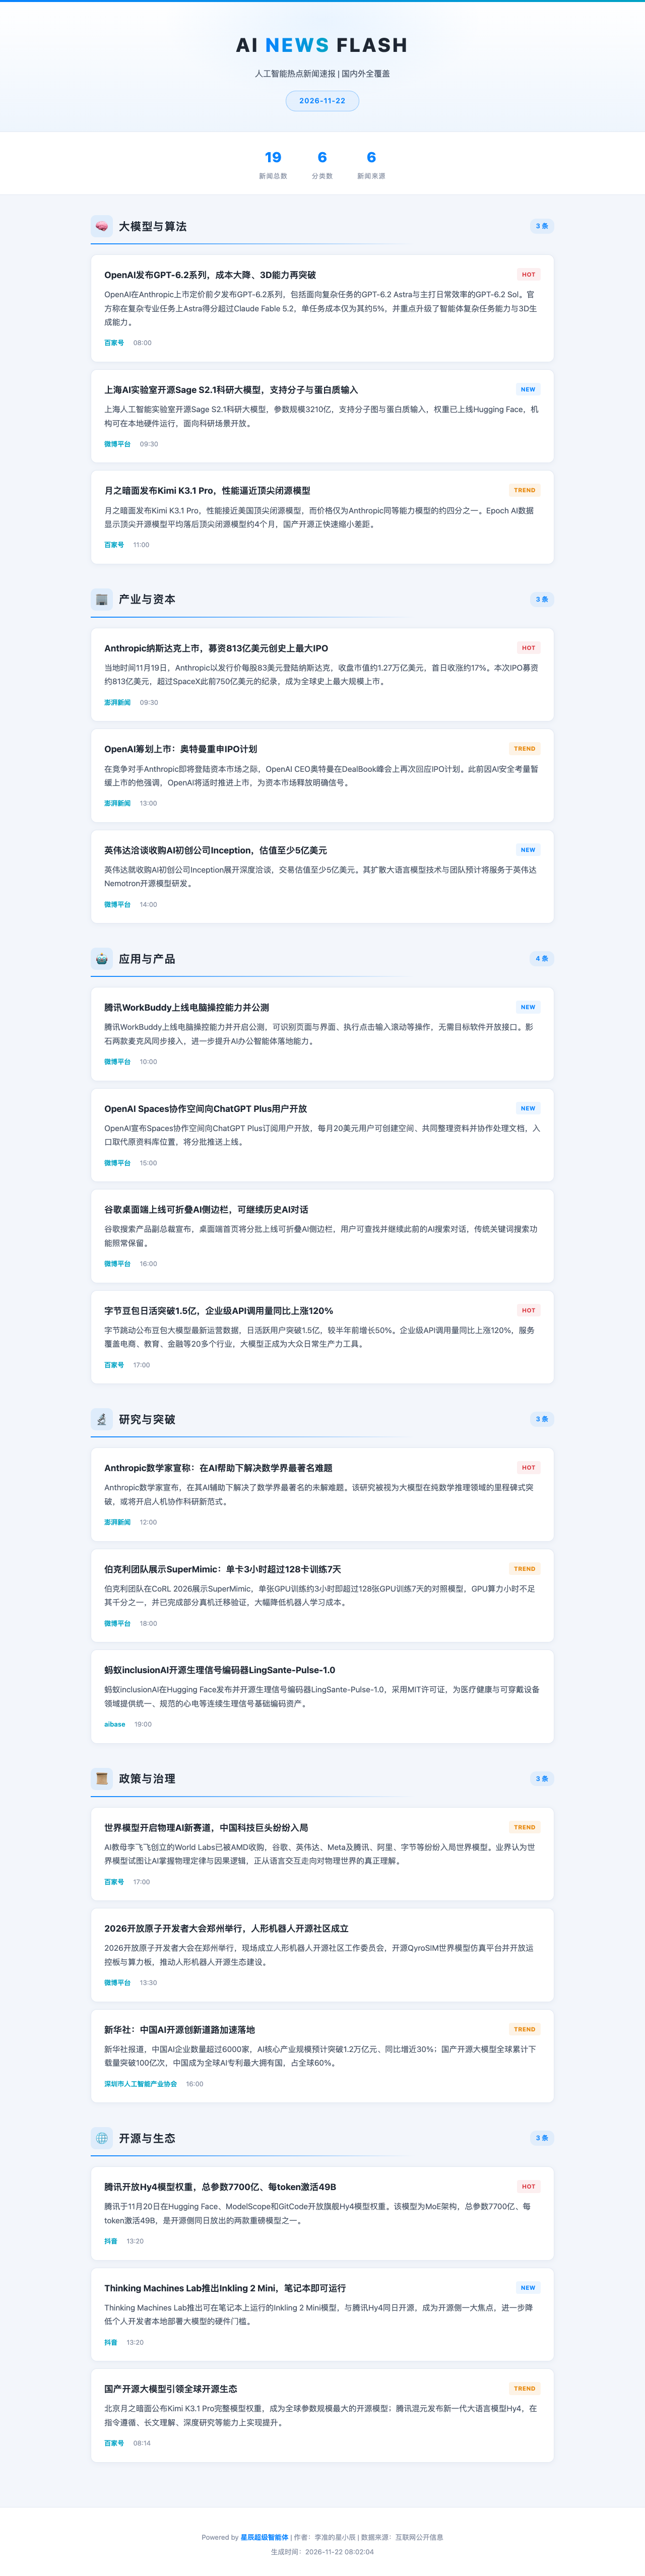 AI NEWS FLASH
人工智能热点新闻速报 | 国内外全覆盖
2026-11-22
19 6 6
新闻总数 分类数 新闻来源
大模型与算法 3 条
OpenAI发布GPT-6.2系列，成本大降、3D能力再突破 HOT
OpenAI在Anthropic上市定价前夕发布GPT-6.2系列，包括面向复杂任务的GPT-6.2 Astra与主打日常效率的GPT-6.2 Sol。官
方称在复杂专业任务上Astra得分超过Claude Fable 5.2，单任务成本仅为其约5%，并重点升级了智能体复杂任务能力与3D生
成能力。
百家号 08:00
上海AI实验室开源Sage S2.1科研大模型，支持分子与蛋白质输入 NEW
上海人工智能实验室开源Sage S2.1科研大模型，参数规模3210亿，支持分子图与蛋白质输入，权重已上线Hugging Face，机
构可在本地硬件运行，面向科研场景开放。
微博平台 09:30
月之暗面发布Kimi K3.1 Pro，性能逼近顶尖闭源模型 TREND
月之暗面发布Kimi K3.1 Pro，性能接近美国顶尖闭源模型，而价格仅为Anthropic同等能力模型的约四分之一。Epoch AI数据
显示顶尖开源模型平均落后顶尖闭源模型约4个月，国产开源正快速缩小差距。
百家号 11:00
产业与资本 3 条
Anthropic纳斯达克上市，募资813亿美元创史上最大IPO HOT
当地时间11月19日，Anthropic以发行价每股83美元登陆纳斯达克，收盘市值约1.27万亿美元，首日收涨约17%。本次IPO募资
约813亿美元，超过SpaceX此前750亿美元的纪录，成为全球史上最大规模上市。
澎湃新闻 09:30
OpenAI筹划上市：奥特曼重申IPO计划 TREND
在竞争对手Anthropic即将登陆资本市场之际，OpenAI CEO奥特曼在DealBook峰会上再次回应IPO计划。此前因AI安全考量暂
缓上市的他强调，OpenAI将适时推进上市，为资本市场释放明确信号。
澎湃新闻 13:00
英伟达洽谈收购AI初创公司Inception，估值至少5亿美元 NEW
英伟达就收购AI初创公司Inception展开深度洽谈，交易估值至少5亿美元。其扩散大语言模型技术与团队预计将服务于英伟达
Nemotron开源模型研发。
微博平台 14:00
应用与产品 4 条
腾讯WorkBuddy上线电脑操控能力并公测 NEW
腾讯WorkBuddy上线电脑操控能力并开启公测，可识别页面与界面、执行点击输入滚动等操作，无需目标软件开放接口。影
石两款麦克风同步接入，进一步提升AI办公智能体落地能力。
微博平台 10:00
OpenAI Spaces协作空间向ChatGPT Plus用户开放 NEW
OpenAI宣布Spaces协作空间向ChatGPT Plus订阅用户开放，每月20美元用户可创建空间、共同整理资料并协作处理文档，入
口取代原资料库位置，将分批推送上线。
微博平台 15:00
谷歌桌面端上线可折叠AI侧边栏，可继续历史AI对话
谷歌搜索产品副总裁宣布，桌面端首页将分批上线可折叠AI侧边栏，用户可查找并继续此前的AI搜索对话，传统关键词搜索功
能照常保留。
微博平台 16:00
字节豆包日活突破1.5亿，企业级API调用量同比上涨120% HOT
字节跳动公布豆包大模型最新运营数据，日活跃用户突破1.5亿，较半年前增长50%。企业级API调用量同比上涨120%，服务
覆盖电商、教育、金融等20多个行业，大模型正成为大众日常生产力工具。
百家号 17:00
研究与突破 3 条
Anthropic数学家宣称：在AI帮助下解决数学界最著名难题 HOT
Anthropic数学家宣布，在其AI辅助下解决了数学界最著名的未解难题。该研究被视为大模型在纯数学推理领域的里程碑式突
破，或将开启人机协作科研新范式。
澎湃新闻 12:00
伯克利团队展示SuperMimic：单卡3小时超过128卡训练7天 TREND
伯克利团队在CoRL 2026展示SuperMimic，单张GPU训练约3小时即超过128张GPU训练7天的对照模型，GPU算力小时不足
其千分之一，并已完成部分真机迁移验证，大幅降低机器人学习成本。
微博平台 18:00
蚂蚁inclusionAI开源生理信号编码器LingSante-Pulse-1.0
蚂蚁inclusionAI在Hugging Face发布并开源生理信号编码器LingSante-Pulse-1.0，采用MIT许可证，为医疗健康与可穿戴设备
领域提供统一、规范的心电等连续生理信号基础编码资产。
aibase 19:00
政策与治理 3 条
世界模型开启物理AI新赛道，中国科技巨头纷纷入局 TREND
AI教母李飞飞创立的World Labs已被AMD收购，谷歌、英伟达、Meta及腾讯、阿里、字节等纷纷入局世界模型。业界认为世
界模型试图让AI掌握物理定律与因果逻辑，正从语言交互走向对物理世界的真正理解。
百家号 17:00
2026开放原子开发者大会郑州举行，人形机器人开源社区成立
2026开放原子开发者大会在郑州举行，现场成立人形机器人开源社区工作委员会，开源QyroSIM世界模型仿真平台并开放运
控板与算力板，推动人形机器人开源生态建设。
微博平台 13:30
新华社：中国AI开源创新道路加速落地 TREND
新华社报道，中国AI企业数量超过6000家，AI核心产业规模预计突破1.2万亿元、同比增近30%；国产开源大模型全球累计下
载量突破100亿次，中国成为全球AI专利最大拥有国，占全球60%。
深圳市人工智能产业协会 16:00
开源与生态 3 条
腾讯开放Hy4模型权重，总参数7700亿、每token激活49B HOT
腾讯于11月20日在Hugging Face、ModelScope和GitCode开放旗舰Hy4模型权重。该模型为MoE架构，总参数7700亿、每
token激活49B，是开源侧同日放出的两款重磅模型之一。
抖音 13:20
Thinking Machines Lab推出Inkling 2 Mini，笔记本即可运行 NEW
Thinking Machines Lab推出可在笔记本上运行的Inkling 2 Mini模型，与腾讯Hy4同日开源，成为开源侧一大焦点，进一步降
低个人开发者本地部署大模型的硬件门槛。
抖音 13:20
国产开源大模型引领全球开源生态 TREND
北京月之暗面公布Kimi K3.1 Pro完整模型权重，成为全球参数规模最大的开源模型；腾讯混元发布新一代大语言模型Hy4，在
指令遵循、长文理解、深度研究等能力上实现提升。
百家号 08:14
Powered by 星辰超级智能体 | 作者：李淮的星小辰 | 数据来源：互联网公开信息
生成时间：2026-11-22 08:02:04